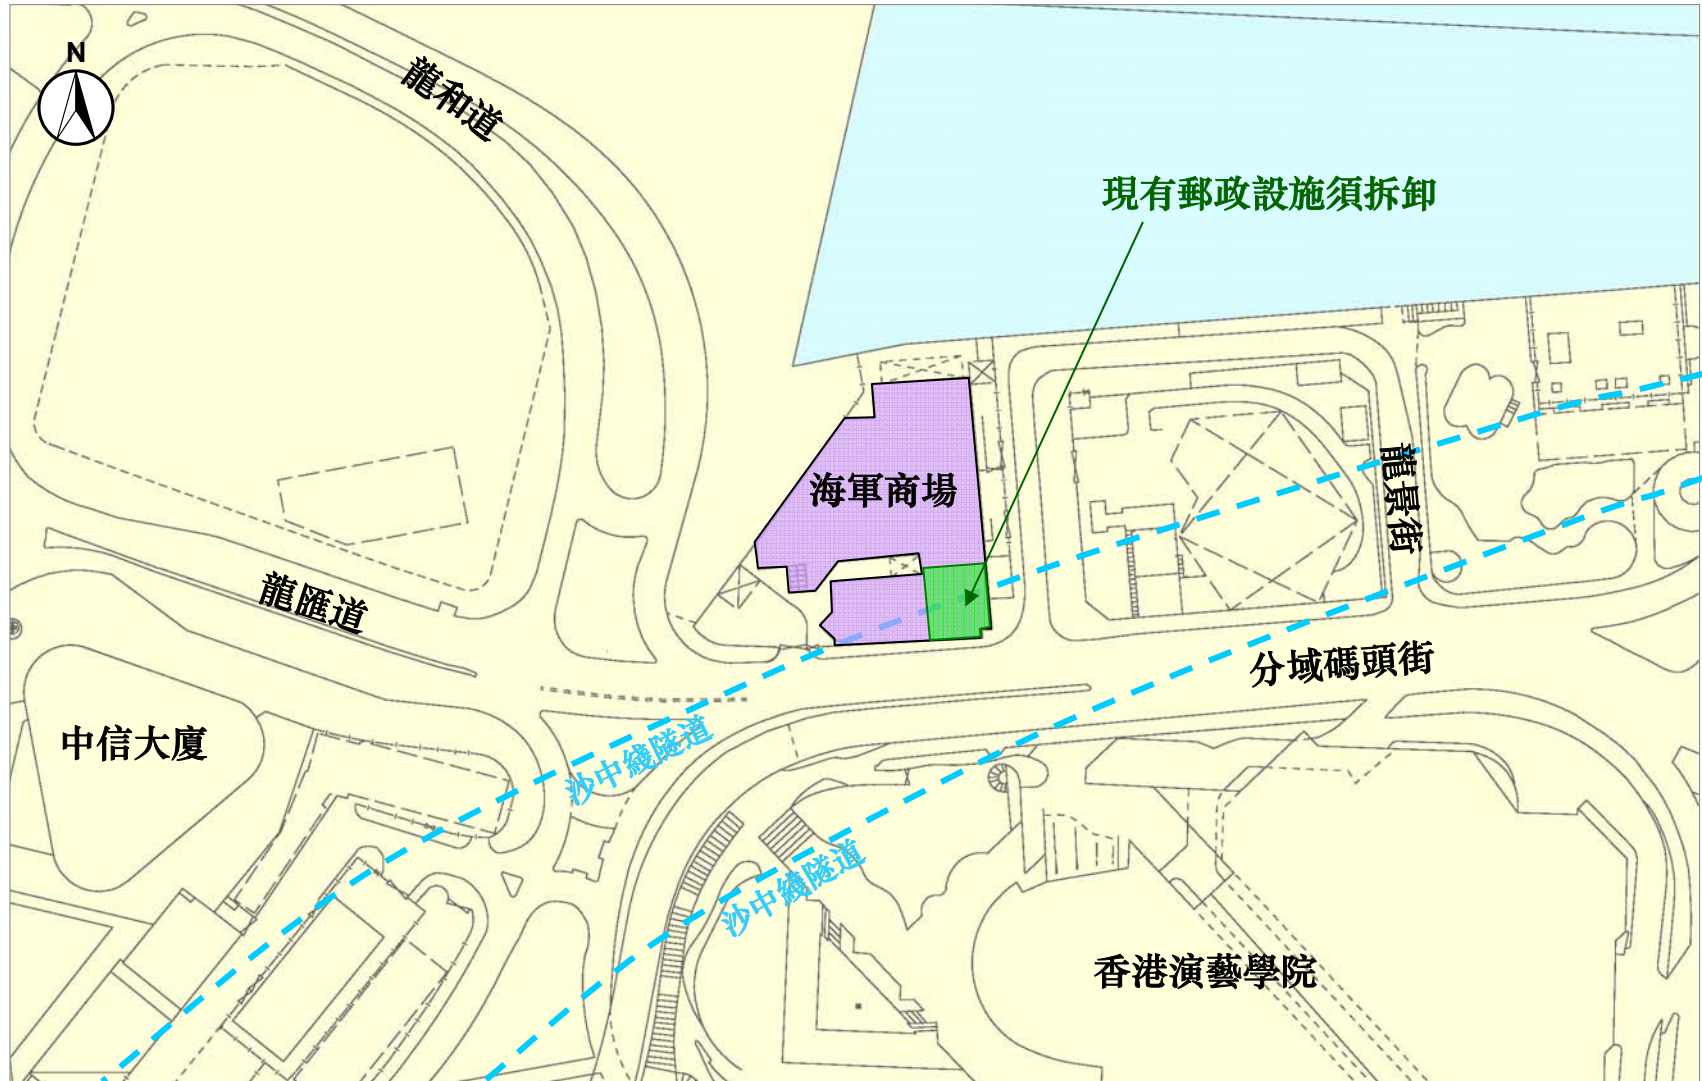 N
龍和道
現有郵政設施須拆卸
海軍商場
龍景街
龍匯道
分域碼頭街
中信大廈
沙中綫隧道
沙中綫隧道
香港演藝學院